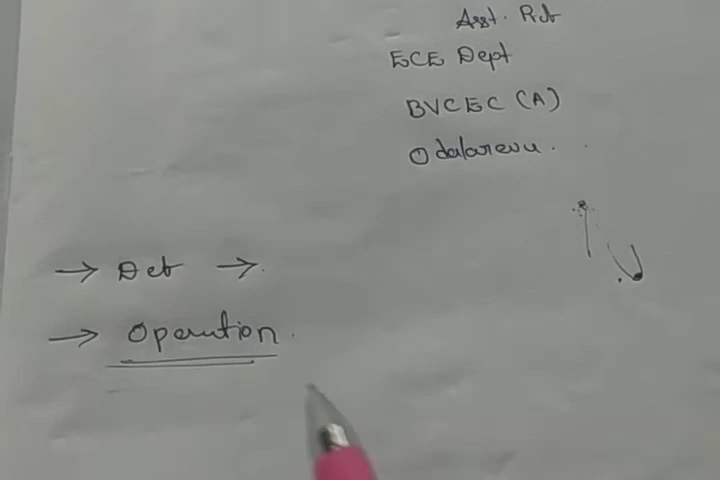 Asst. Prof
ECE Dept
BVCEC (A)
Odalarevu.
→ Def →
→ Operation.